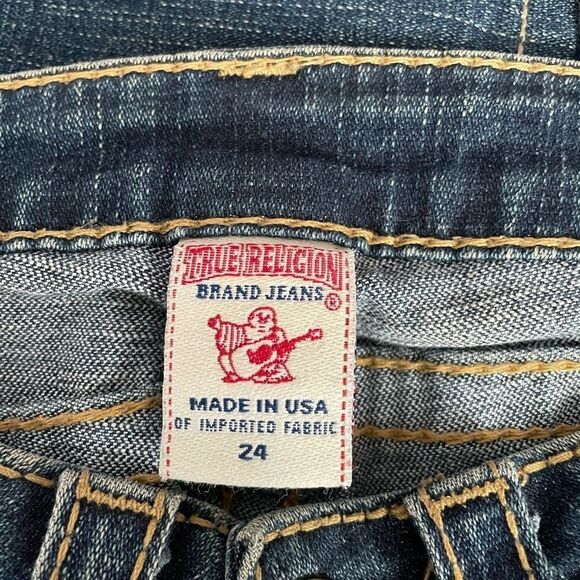 TRUE RELIGION
BRAND JEANS ®
MADE IN USA
OF IMPORTED FABRIC
24